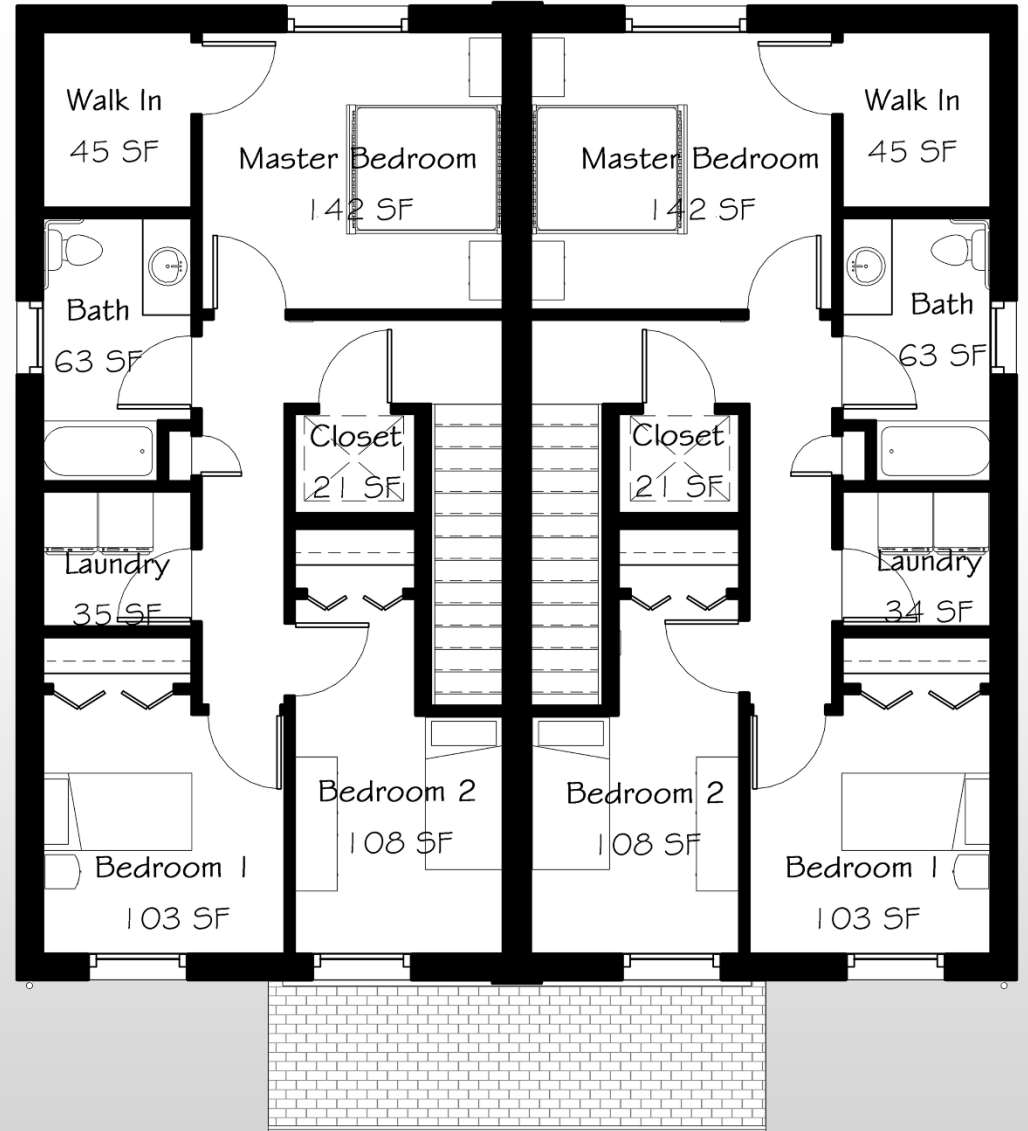 Walk In
45 SF
Master Bedroom
142 SF
Master Bedroom
142 SF
Walk In
45 SF
Bath
63 SF
Bath
63 SF
Closet
21 SF
Closet
21 SF
Laundry
35 SF
Laundry
34 SF
Bedroom 1
103 SF
Bedroom 2
108 SF
Bedroom 2
108 SF
Bedroom 1
103 SF